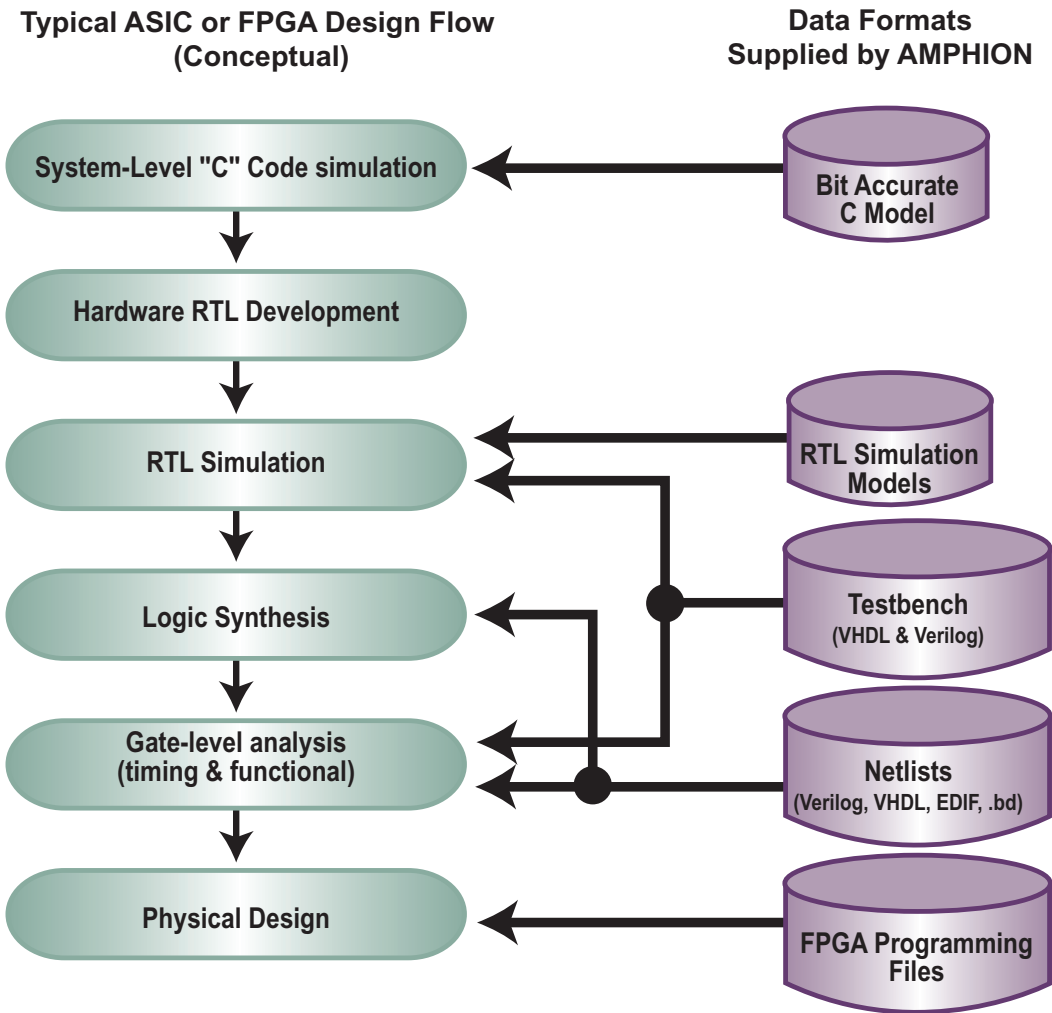 Typical ASIC or FPGA Design Flow
(Conceptual)
Data Formats
Supplied by AMPHION
System-Level "C" Code simulation
Bit Accurate
C Model
Hardware RTL Development
RTL Simulation
RTL Simulation
Models
Logic Synthesis
Testbench
(VHDL & Verilog)
Gate-level analysis
(timing & functional)
Netlists
(Verilog, VHDL, EDIF, .bd)
Physical Design
FPGA Programming
Files